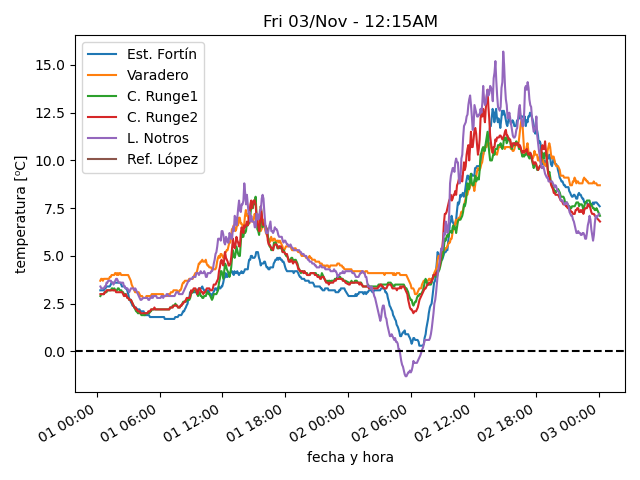 Fri 03/Nov - 12:15AM
Est. Fortín
Varadero
C. Runge1
C. Runge2
L. Notros
Ref. López
temperatura [°C]
15.0
12.5
10.0
7.5
5.0
2.5
0.0
01 00:00
01 06:00
01 12:00
01 18:00
02 00:00
02 06:00
02 12:00
02 18:00
03 00:00
fecha y hora